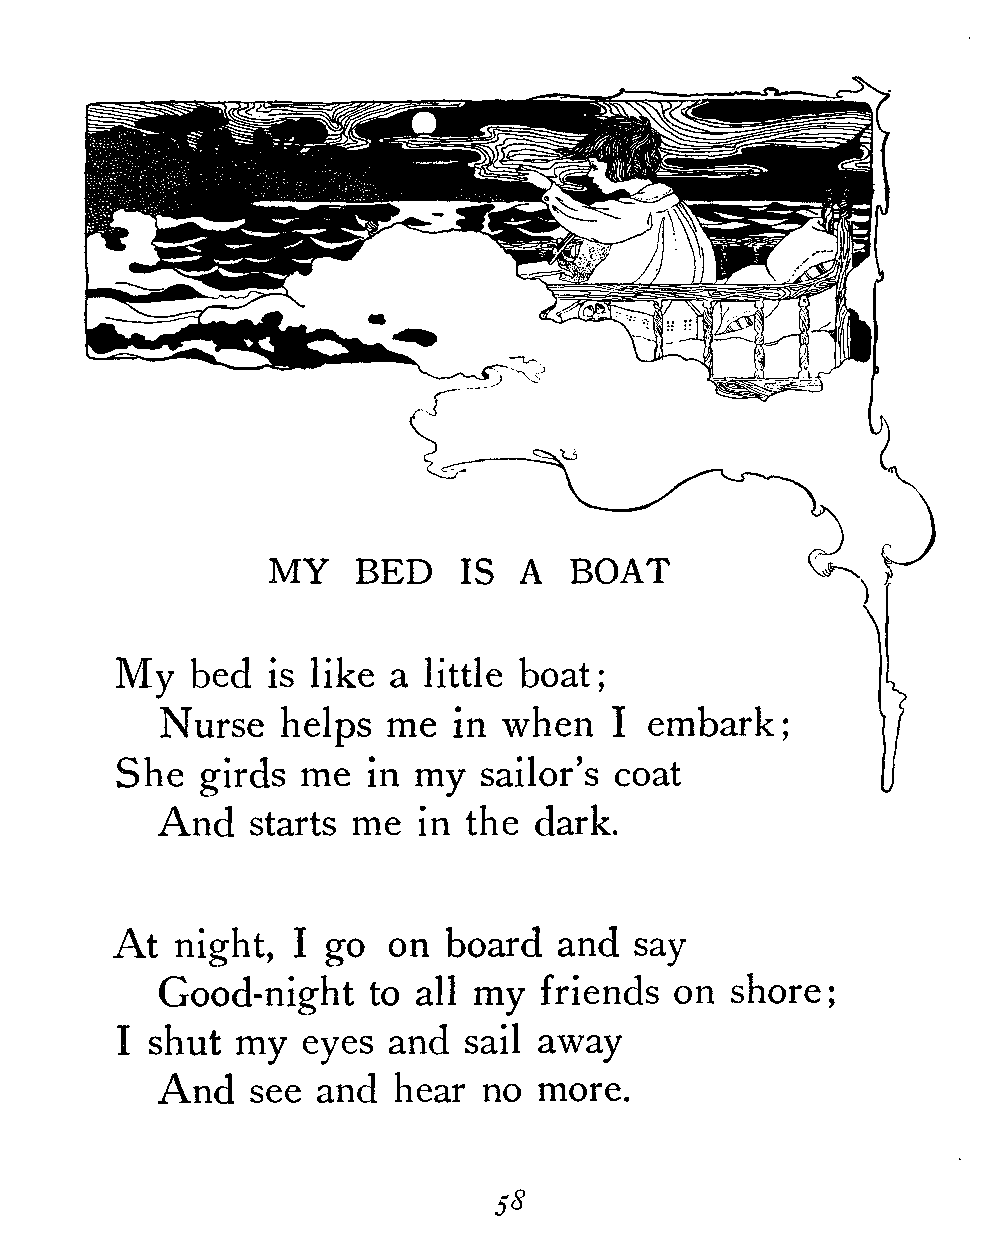 MY BED IS A BOAT
My bed is like a little boat;
Nurse helps me in when I embark;
She girds me in my sailor's coat
And starts me in the dark.
At night, I go on board and say
Good-night to all my friends on shore;
I shut my eyes and sail away
And see and hear no more.
58